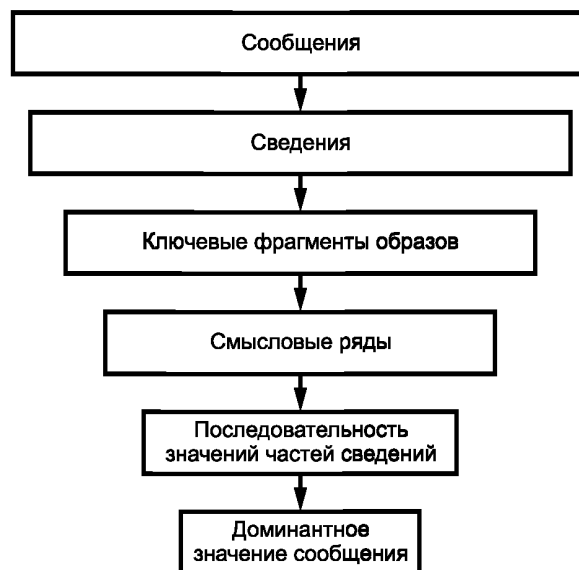 Сообщения
Сведения
Ключевые фрагменты образов
Смысловые ряды
Последовательность
значений частей сведений
Доминантное
значение сообщения